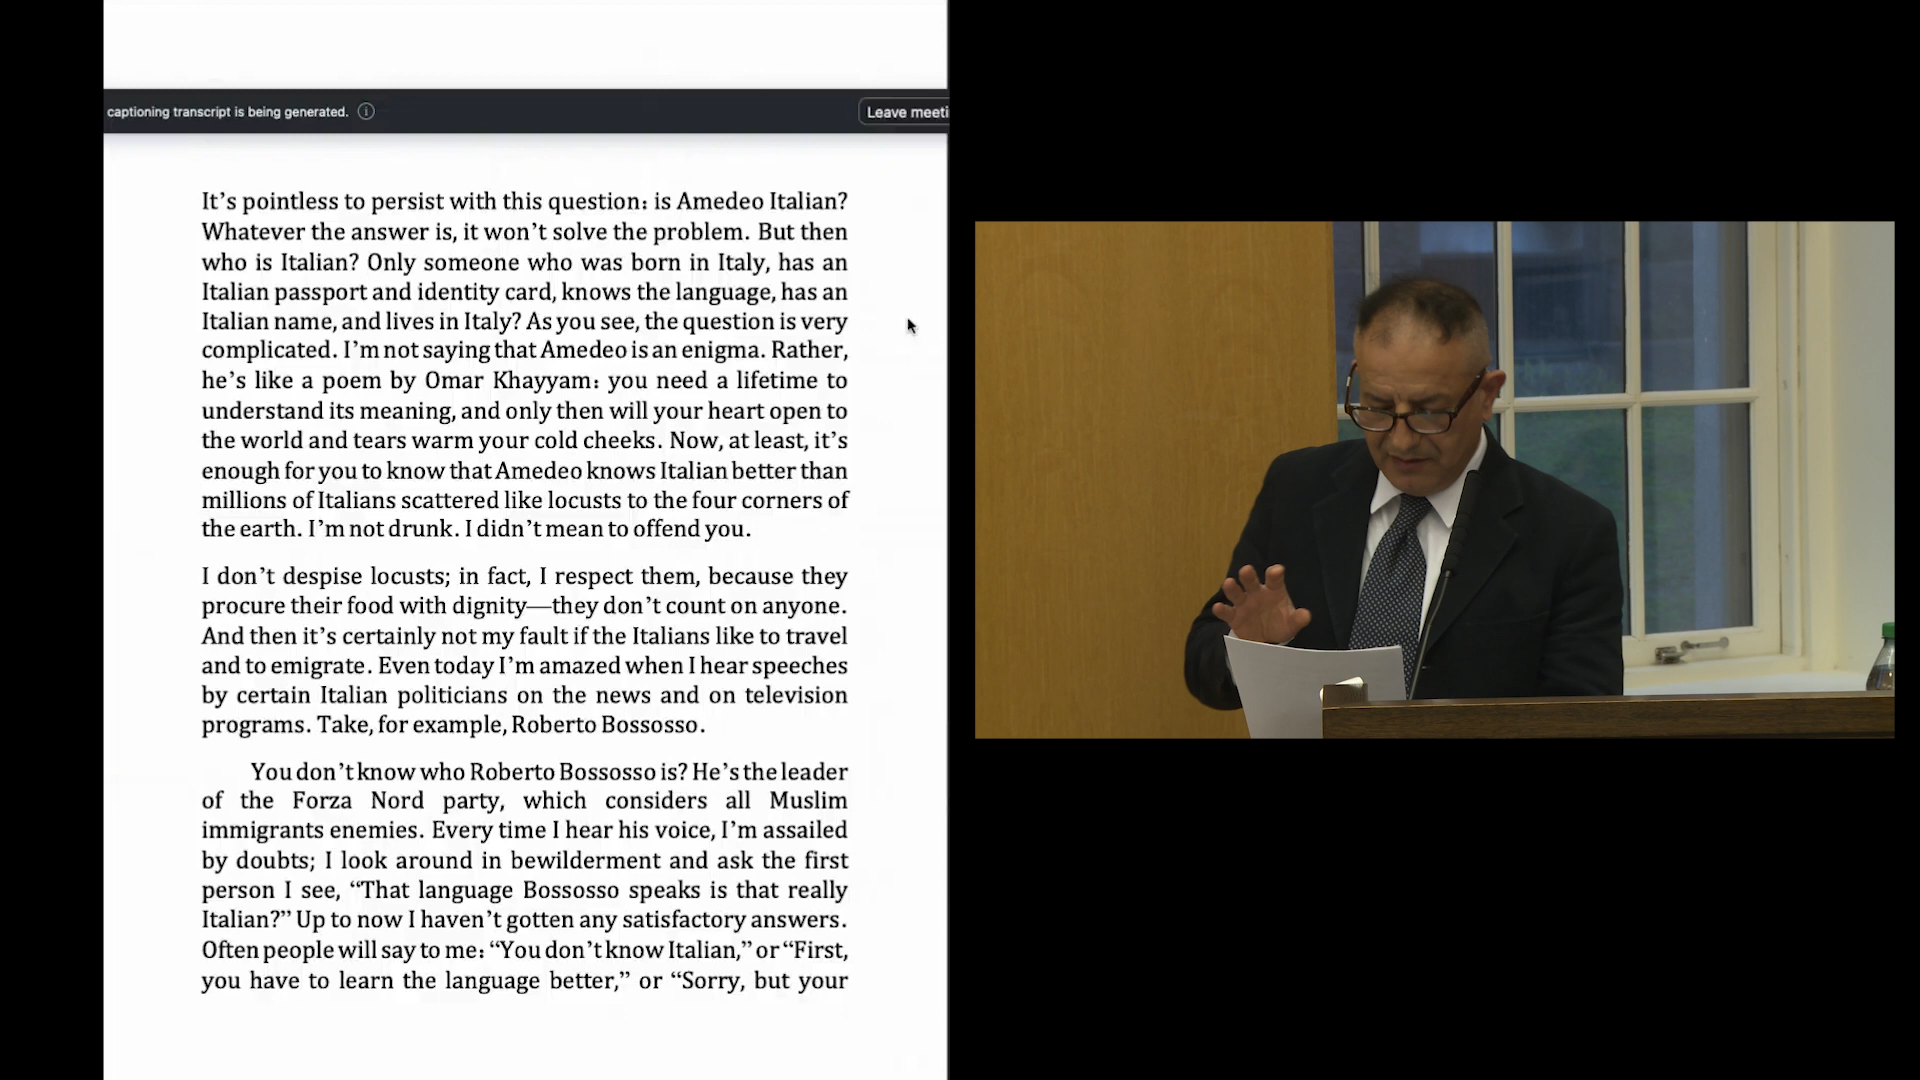 captioning transcript is being generated.
Leave meeti
It’s pointless to persist with this question: is Amedeo Italian?
Whatever the answer is, it won’t solve the problem. But then
who is Italian? Only someone who was born in Italy, has an
Italian passport and identity card, knows the language, has an
Italian name, and lives in Italy? As you see, the question is very
complicated. I’m not saying that Amedeo is an enigma. Rather,
he’s like a poem by Omar Khayyam: you need a lifetime to
understand its meaning, and only then will your heart open to
the world and tears warm your cold cheeks. Now, at least, it’s
enough for you to know that Amedeo knows Italian better than
millions of Italians scattered like locusts to the four corners of
the earth. I’m not drunk. I didn’t mean to offend you.
I don’t despise locusts; in fact, I respect them, because they
procure their food with dignity—they don’t count on anyone.
And then it’s certainly not my fault if the Italians like to travel
and to emigrate. Even today I’m amazed when I hear speeches
by certain Italian politicians on the news and on television
programs. Take, for example, Roberto Bossosso.
You don’t know who Roberto Bossosso is? He’s the leader
of the Forza Nord party, which considers all Muslim
immigrants enemies. Every time I hear his voice, I’m assailed
by doubts; I look around in bewilderment and ask the first
person I see, “That language Bossosso speaks is that really
Italian?” Up to now I haven’t gotten any satisfactory answers.
Often people will say to me: “You don’t know Italian,” or “First,
you have to learn the language better,” or “Sorry, but your